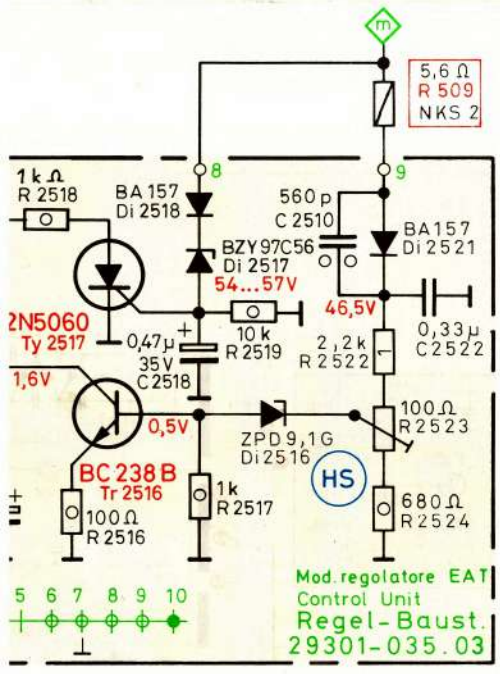 m
5,6 Ω
R 509
NKS 2
8
9
1k Ω
R 2518
BA 157
Di 2518
560 p
C 2510
BA 157
Di 2521
BZY 97C56
Di 2517
54...57V
46,5V
2N5060
Ty 2517
0,47µ
+
35V
C 2518
10k
R 2519
2,2k
R 2522
1
0,33µ
C 2522
1,6V
0,5V
ZPD 9,1G
Di 2516
100 Ω
R 2523
BC 238 B
Tr 2516
HS
1k
R 2517
680 Ω
R 2524
+
100 Ω
R 2516
Mod. regolatore EAT
Control Unit
Regel-Baust.
29301-035.03
5 6 7 8 9 10